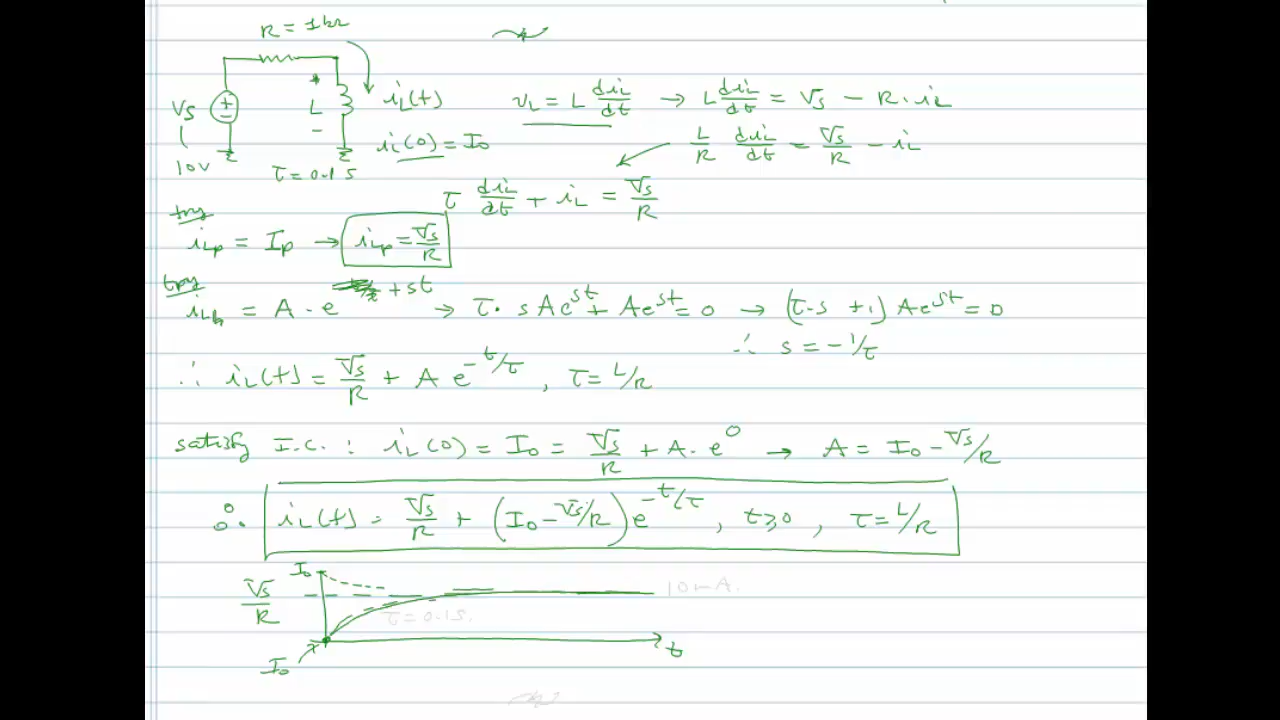 R = 1kΩ
Vs + − L + − iL(t) vL = L diL/dt → L diL/dt = Vs − R·iL
10V iL(0) = I0 L/R diL/dt = Vs/R − iL
τ = 0.1 s
τ diL/dt + iL = Vs/R
try
iLp = Ip → iLp = Vs/R
try
iLh = A · e^{+st} → τ· sAe^{st} + Ae^{st} = 0 → (τ·s +1) Ae^{st} = 0
∴ s = −1/τ
∴ iL(t) = Vs/R + A e^{−t/τ} , τ = L/R
satisfy I.C. : iL(0) = I0 = Vs/R + A· e^0 → A = I0 − Vs/R
∴ iL(t) = Vs/R + (I0 − Vs/R) e^{−t/τ} , t≥0 , τ = L/R
I0
Vs/R 10mA.
τ = 0.1s.
t
I0